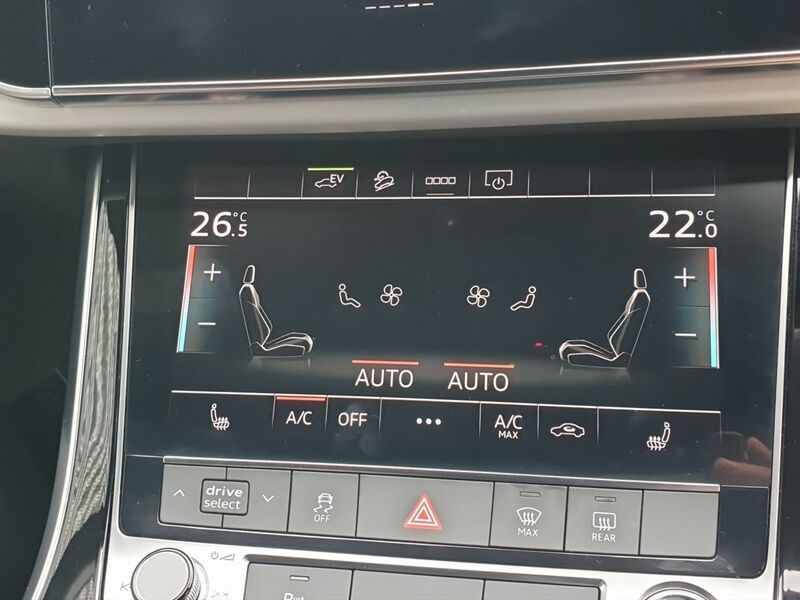 EV
26.5°C
22.0°C
+
+
−
−
AUTO AUTO
A/C OFF ••• A/C MAX
drive select
OFF
MAX
REAR
P